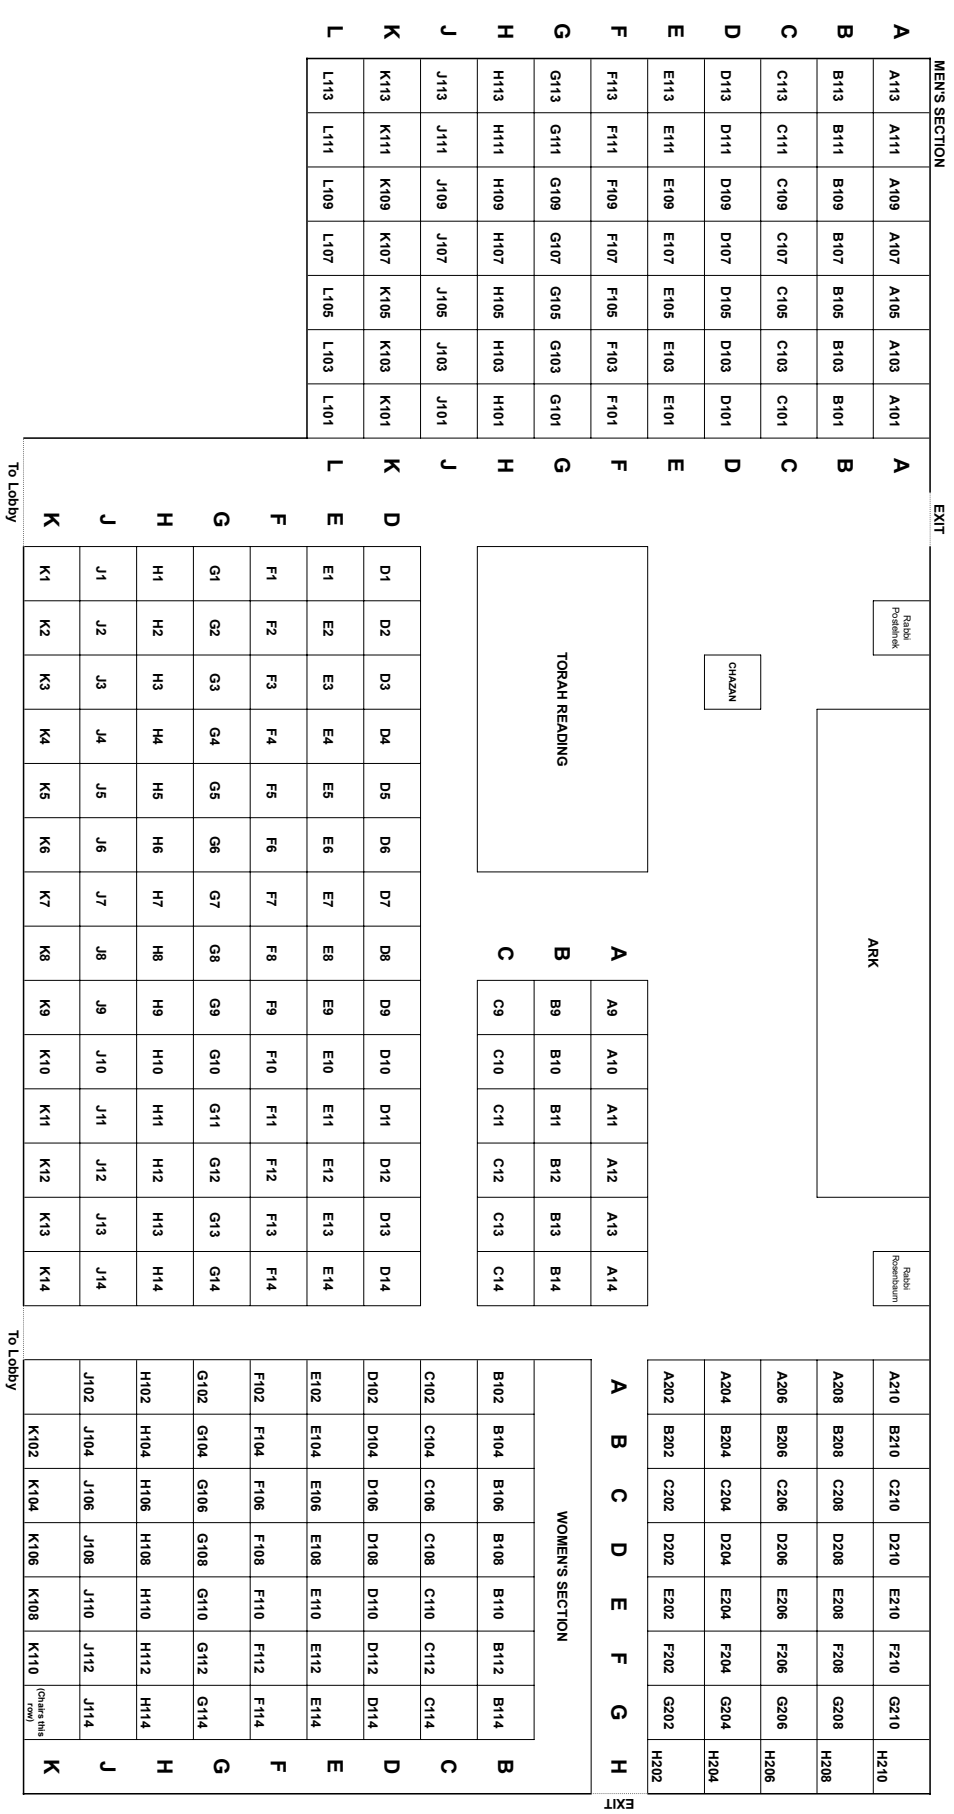 MEN'S SECTION EXIT
A A113 A111 A109 A107 A105 A103 A101 A Rabbi Postelnek ARK Rabbi Rosenbaum A210 B210 C210 D210 E210 F210 G210 H210
B B113 B111 B109 B107 B105 B103 B101 B A208 B208 C208 D208 E208 F208 G208 H208
C C113 C111 C109 C107 C105 C103 C101 C A206 B206 C206 D206 E206 F206 G206 H206
D D113 D111 D109 D107 D105 D103 D101 D CHAZAN A204 B204 C204 D204 E204 F204 G204 H204
E E113 E111 E109 E107 E105 E103 E101 E A202 B202 C202 D202 E202 F202 G202 H202
F F113 F111 F109 F107 F105 F103 F101 F A A9 A10 A11 A12 A13 A14 A B C D E F G H EXIT
G G113 G111 G109 G107 G105 G103 G101 G TORAH READING B B9 B10 B11 B12 B13 B14 WOMEN'S SECTION
H H113 H111 H109 H107 H105 H103 H101 H C C9 C10 C11 C12 C13 C14 B102 B104 B106 B108 B110 B112 B114 B
J J113 J111 J109 J107 J105 J103 J101 J C102 C104 C106 C108 C110 C112 C114 C
K K113 K111 K109 K107 K105 K103 K101 K D D1 D2 D3 D4 D5 D6 D7 D8 D9 D10 D11 D12 D13 D14 D102 D104 D106 D108 D110 D112 D114 D
L L113 L111 L109 L107 L105 L103 L101 L E E1 E2 E3 E4 E5 E6 E7 E8 E9 E10 E11 E12 E13 E14 E102 E104 E106 E108 E110 E112 E114 E
F F1 F2 F3 F4 F5 F6 F7 F8 F9 F10 F11 F12 F13 F14 F102 F104 F106 F108 F110 F112 F114 F
G G1 G2 G3 G4 G5 G6 G7 G8 G9 G10 G11 G12 G13 G14 G102 G104 G106 G108 G110 G112 G114 G
H H1 H2 H3 H4 H5 H6 H7 H8 H9 H10 H11 H12 H13 H14 H102 H104 H106 H108 H110 H112 H114 H
J J1 J2 J3 J4 J5 J6 J7 J8 J9 J10 J11 J12 J13 J14 J102 J104 J106 J108 J110 J112 J114 J
K K1 K2 K3 K4 K5 K6 K7 K8 K9 K10 K11 K12 K13 K14 K102 K104 K106 K108 K110 (Chairs this row) K
To Lobby To Lobby